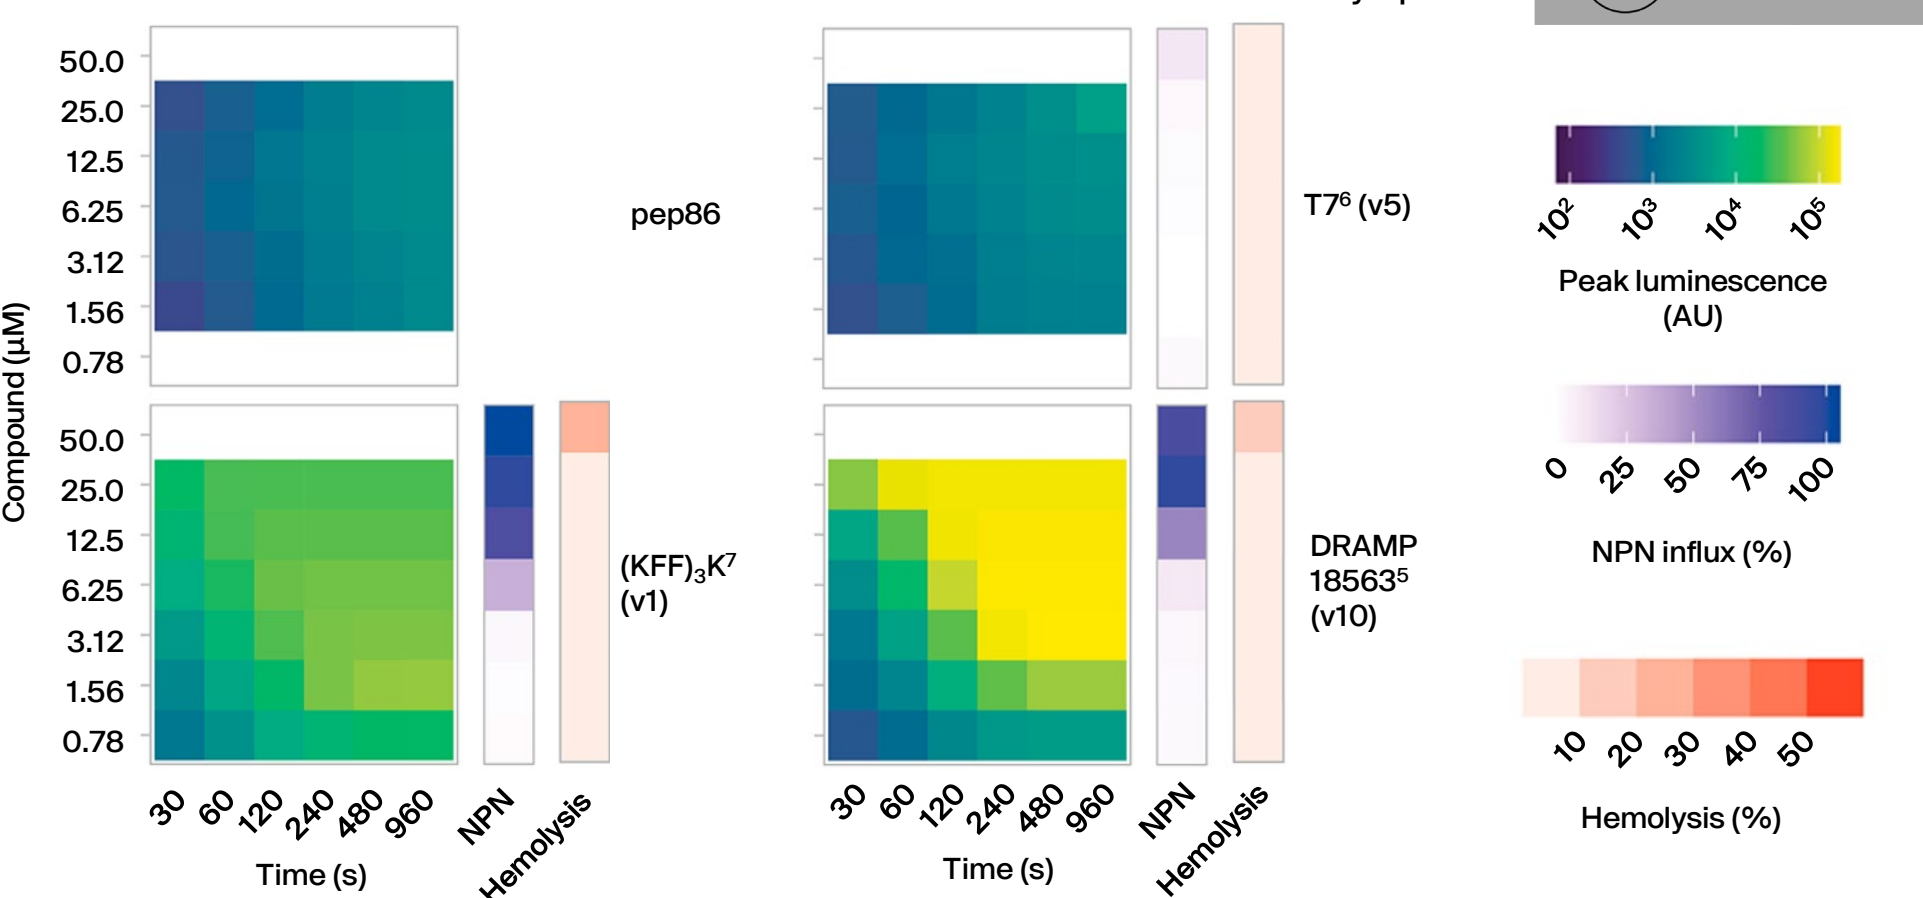 50.0
25.0
12.5
6.25
3.12
1.56
0.78
pep86
T7⁶ (v5)
Compound (µM)
50.0
25.0
12.5
6.25
3.12
1.56
0.78
(KFF)₃K⁷
(v1)
DRAMP
18563⁵
(v10)
30
60
120
240
480
960
NPN
Hemolysis
Time (s)
30
60
120
240
480
960
NPN
Hemolysis
Time (s)
10²
10³
10⁴
10⁵
Peak luminescence
(AU)
0
25
50
75
100
NPN influx (%)
10
20
30
40
50
Hemolysis (%)